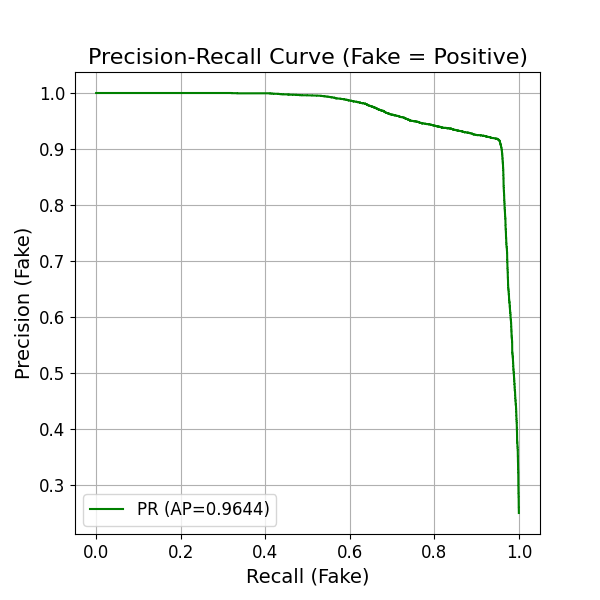 Precision-Recall Curve (Fake = Positive)
1.0
0.9
0.8
0.7
0.6
0.5
0.4
0.3
Precision (Fake)
PR (AP=0.9644)
0.0 0.2 0.4 0.6 0.8 1.0
Recall (Fake)